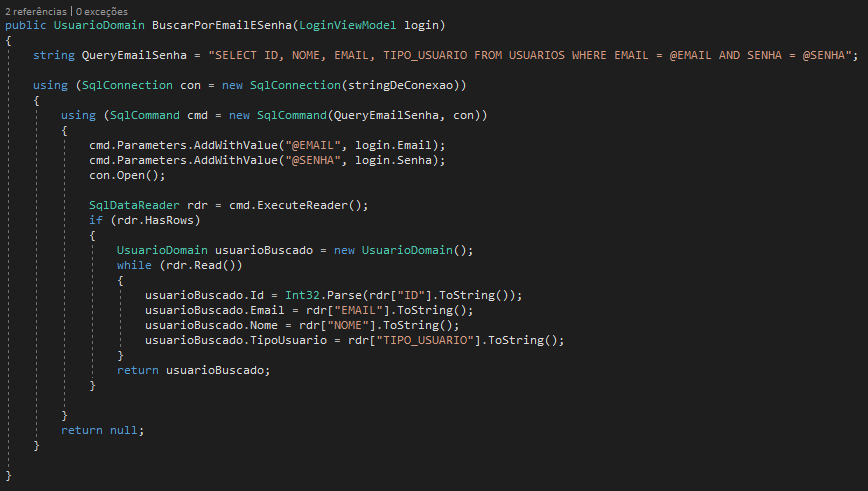 2 referências | 0 exceções
public UsuarioDomain BuscarPorEmailESenha(LoginViewModel login)
{
    string QueryEmailSenha = "SELECT ID, NOME, EMAIL, TIPO_USUARIO FROM USUARIOS WHERE EMAIL = @EMAIL AND SENHA = @SENHA";
    using (SqlConnection con = new SqlConnection(stringDeConexao))
    {
        using (SqlCommand cmd = new SqlCommand(QueryEmailSenha, con))
        {
            cmd.Parameters.AddWithValue("@EMAIL", login.Email);
            cmd.Parameters.AddWithValue("@SENHA", login.Senha);
            con.Open();
            SqlDataReader rdr = cmd.ExecuteReader();
            if (rdr.HasRows)
            {
                UsuarioDomain usuarioBuscado = new UsuarioDomain();
                while (rdr.Read())
                {
                    usuarioBuscado.Id = Int32.Parse(rdr["ID"].ToString());
                    usuarioBuscado.Email = rdr["EMAIL"].ToString();
                    usuarioBuscado.Nome = rdr["NOME"].ToString();
                    usuarioBuscado.TipoUsuario = rdr["TIPO_USUARIO"].ToString();
                }
                return usuarioBuscado;
            }
        }
        return null;
    }
}